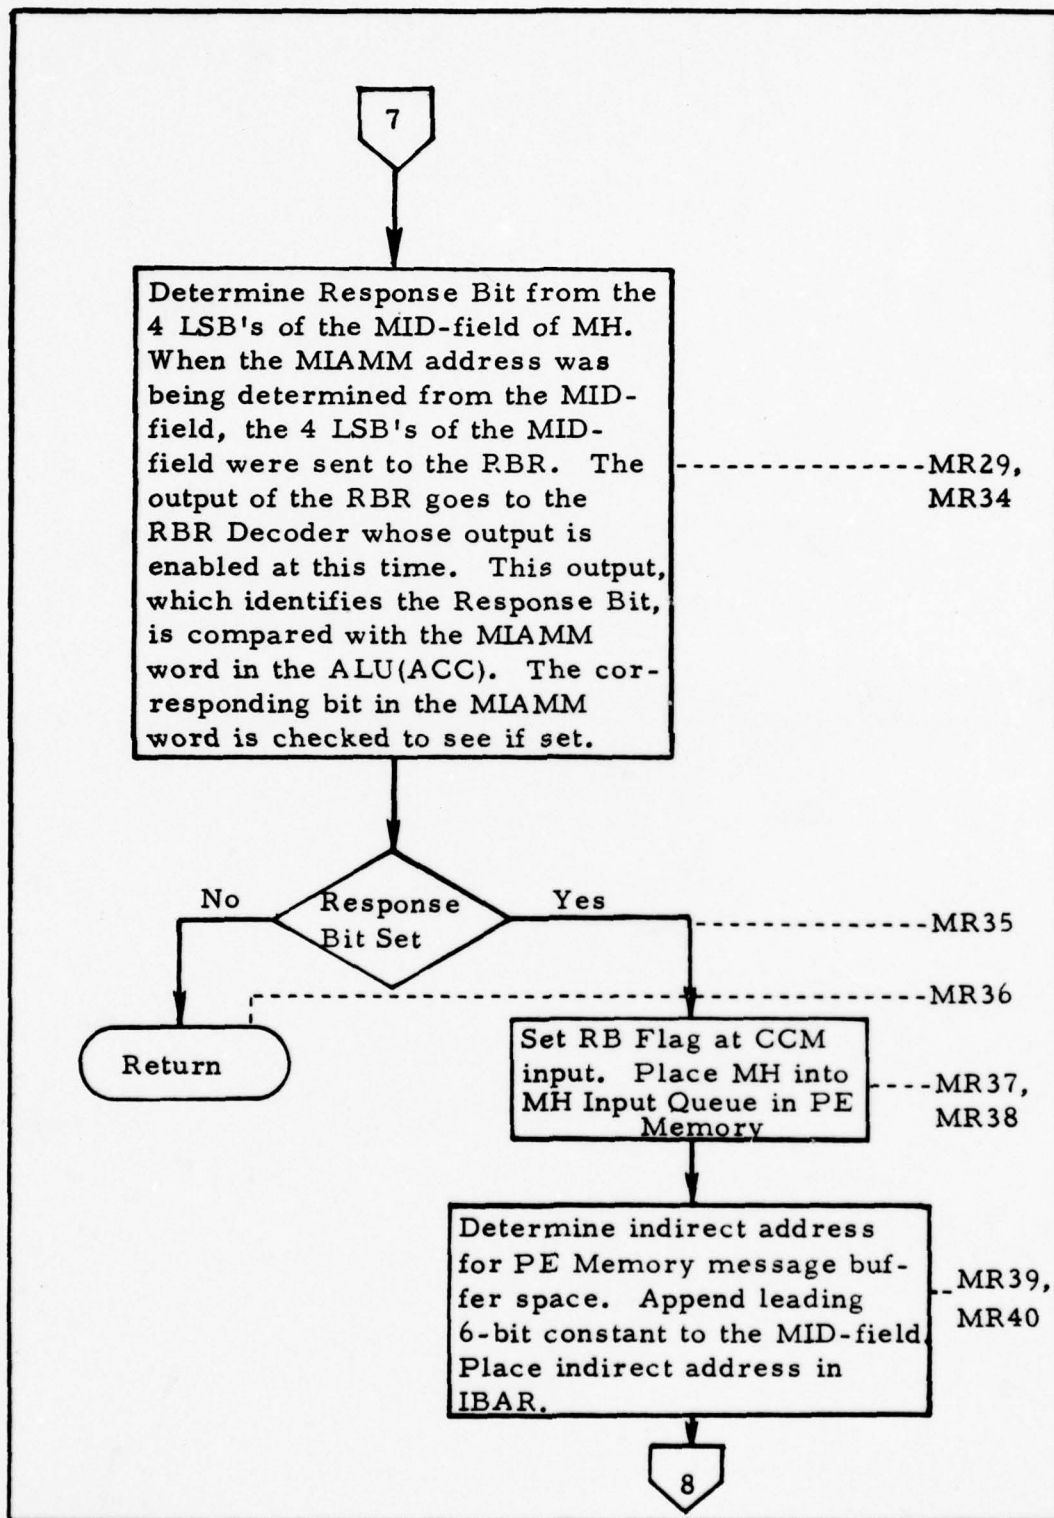 7
Determine Response Bit from the
4 LSB's of the MID-field of MH.
When the MIAMM address was
being determined from the MID-
field, the 4 LSB's of the MID-
field were sent to the RBR. The
output of the RBR goes to the
RBR Decoder whose output is
enabled at this time. This output,
which identifies the Response Bit,
is compared with the MIAMM
word in the ALU(ACC). The cor-
responding bit in the MIAMM
word is checked to see if set.
MR29,
MR34
No
Response
Bit Set
Yes
MR35
MR36
Return
Set RB Flag at CCM
input. Place MH into
MH Input Queue in PE
Memory
MR37,
MR38
Determine indirect address
for PE Memory message buf-
fer space. Append leading
6-bit constant to the MID-field.
Place indirect address in
IBAR.
MR39,
MR40
8